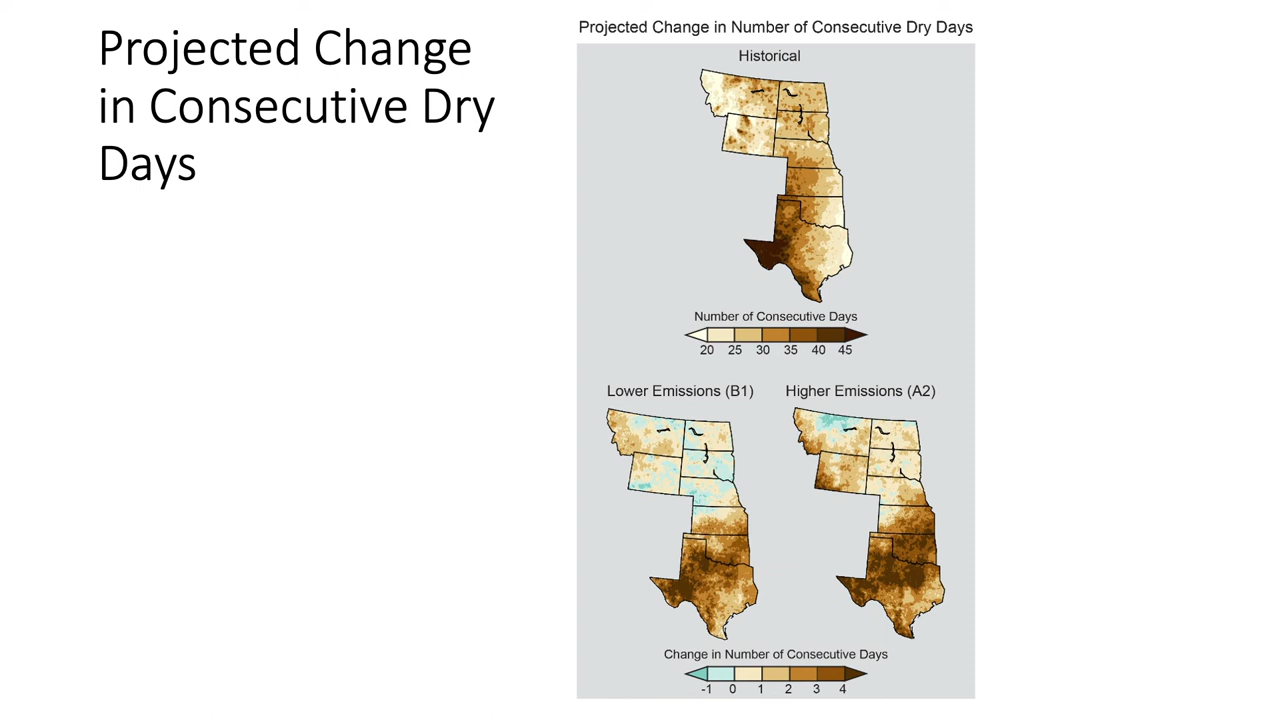 Projected Change
in Consecutive Dry
Days
Projected Change in Number of Consecutive Dry Days
Historical
Number of Consecutive Days
20 25 30 35 40 45
Lower Emissions (B1) Higher Emissions (A2)
Change in Number of Consecutive Days
-1 0 1 2 3 4